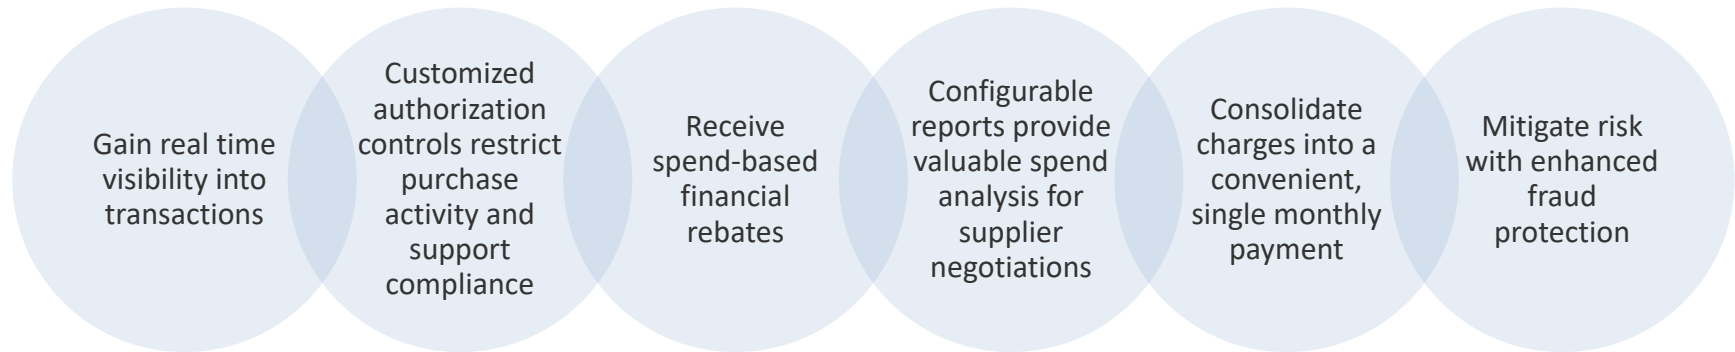 Gain real time
visibility into
transactions
Customized
authorization
controls restrict
purchase
activity and
support
compliance
Receive
spend-based
financial
rebates
Configurable
reports provide
valuable spend
analysis for
supplier
negotiations
Consolidate
charges into a
convenient,
single monthly
payment
Mitigate risk
with enhanced
fraud
protection